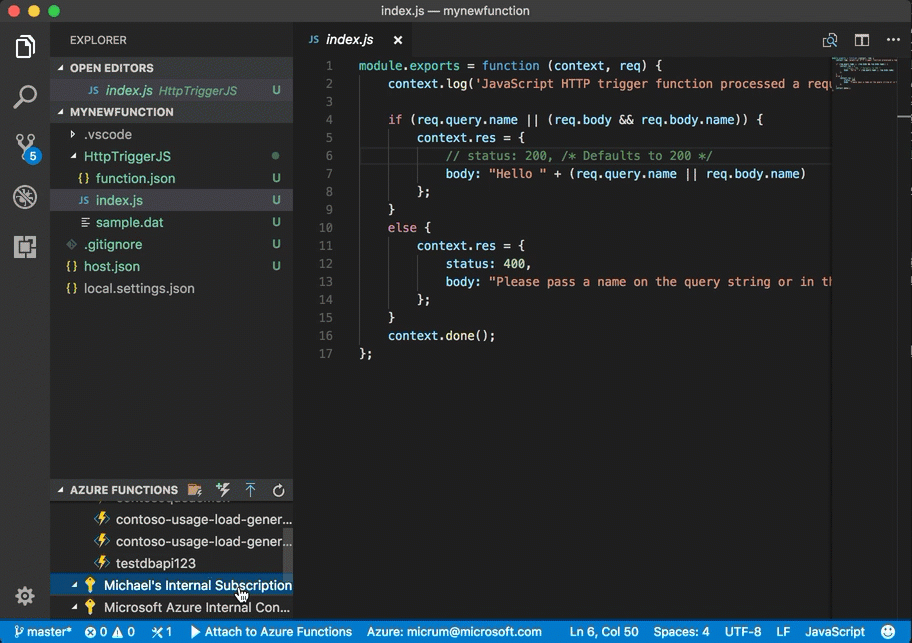 index.js — mynewfunction
EXPLORER
OPEN EDITORS
JS index.js HttpTriggerJS U
MYNEWFUNCTION
.vscode
HttpTriggerJS
{} function.json U
JS index.js U
sample.dat U
.gitignore U
{} host.json U
{} local.settings.json
AZURE FUNCTIONS
contoso-usage-load-gener...
contoso-usage-load-gener...
testdbapi123
Michael's Internal Subscription
Microsoft Azure Internal Con...
5
JS index.js ×
1 module.exports = function (context, req) {
2 context.log('JavaScript HTTP trigger function processed a requ
3
4 if (req.query.name || (req.body && req.body.name)) {
5 context.res = {
6 // status: 200, /* Defaults to 200 */
7 body: "Hello " + (req.query.name || req.body.name)
8 };
9 }
10 else {
11 context.res = {
12 status: 400,
13 body: "Please pass a name on the query string or in th
14 };
15 }
16 context.done();
17 };
master* 0 0 1 Attach to Azure Functions Azure: micrum@microsoft.com Ln 6, Col 50 Spaces: 4 UTF-8 LF JavaScript